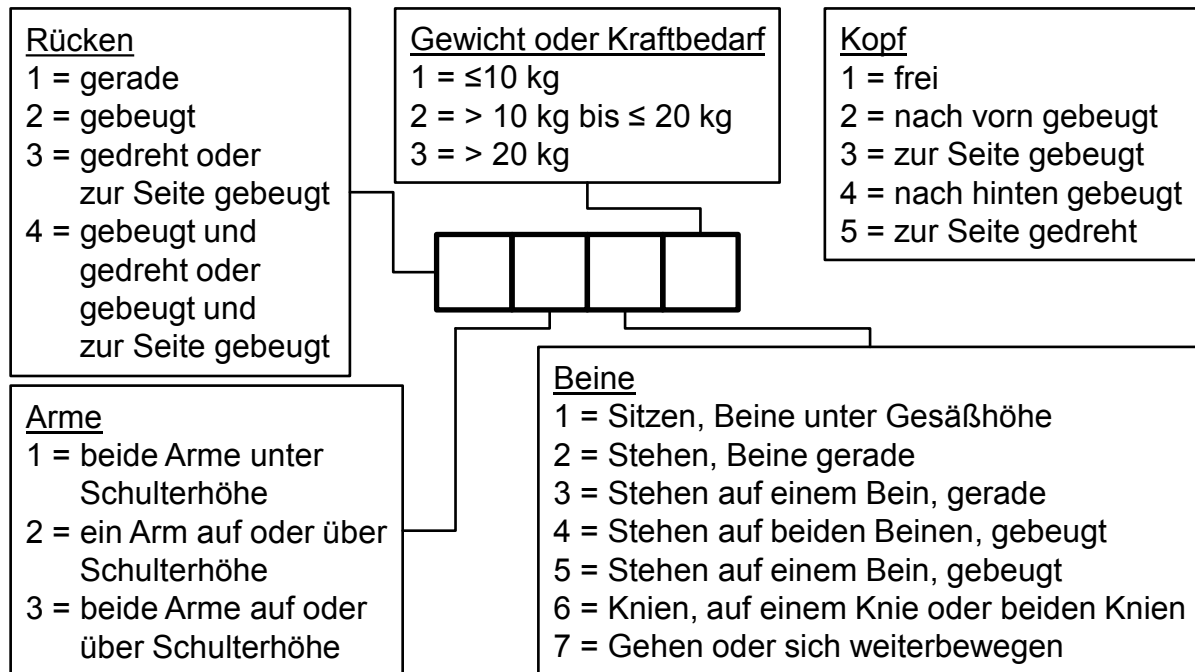 Rücken
1 = gerade
2 = gebeugt
3 = gedreht oder
zur Seite gebeugt
4 = gebeugt und
gedreht oder
gebeugt und
zur Seite gebeugt
Gewicht oder Kraftbedarf
1 = ≤10 kg
2 = > 10 kg bis ≤ 20 kg
3 = > 20 kg
Kopf
1 = frei
2 = nach vorn gebeugt
3 = zur Seite gebeugt
4 = nach hinten gebeugt
5 = zur Seite gedreht
Arme
1 = beide Arme unter
Schulterhöhe
2 = ein Arm auf oder über
Schulterhöhe
3 = beide Arme auf oder
über Schulterhöhe
Beine
1 = Sitzen, Beine unter Gesäßhöhe
2 = Stehen, Beine gerade
3 = Stehen auf einem Bein, gerade
4 = Stehen auf beiden Beinen, gebeugt
5 = Stehen auf einem Bein, gebeugt
6 = Knien, auf einem Knie oder beiden Knien
7 = Gehen oder sich weiterbewegen